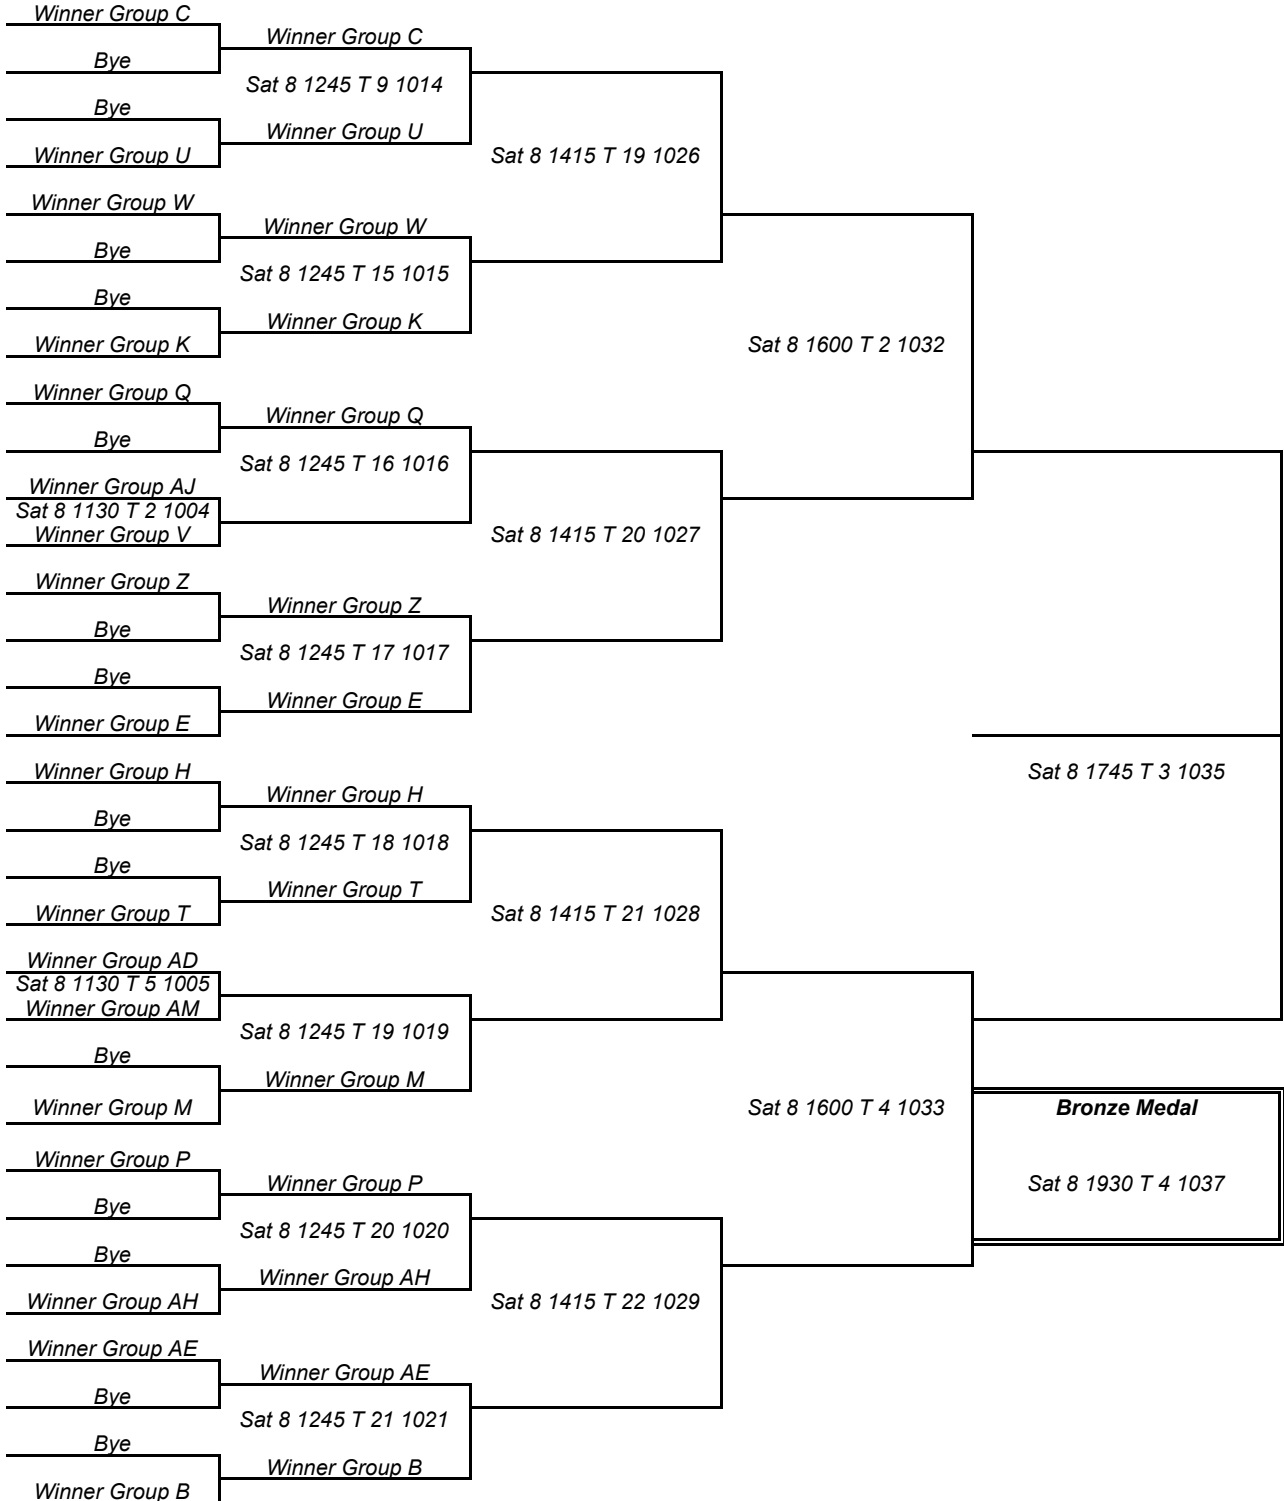 Winner Group C
Bye
Bye
Winner Group U
Winner Group W
Bye
Bye
Winner Group K
Winner Group Q
Bye
Winner Group AJ
Sat 8 1130 T 2 1004
Winner Group V
Winner Group Z
Bye
Bye
Winner Group E
Winner Group H
Bye
Bye
Winner Group T
Winner Group AD
Sat 8 1130 T 5 1005
Winner Group AM
Bye
Winner Group M
Winner Group P
Bye
Bye
Winner Group AH
Winner Group AE
Bye
Bye
Winner Group B
Winner Group C
Sat 8 1245 T 9 1014
Winner Group U
Winner Group W
Sat 8 1245 T 15 1015
Winner Group K
Winner Group Q
Sat 8 1245 T 16 1016
Winner Group Z
Sat 8 1245 T 17 1017
Winner Group E
Winner Group H
Sat 8 1245 T 18 1018
Winner Group T
Sat 8 1245 T 19 1019
Winner Group M
Winner Group P
Sat 8 1245 T 20 1020
Winner Group AH
Winner Group AE
Sat 8 1245 T 21 1021
Winner Group B
Sat 8 1415 T 19 1026
Sat 8 1415 T 20 1027
Sat 8 1415 T 21 1028
Sat 8 1415 T 22 1029
Sat 8 1600 T 2 1032
Sat 8 1600 T 4 1033
Sat 8 1745 T 3 1035
Bronze Medal
Sat 8 1930 T 4 1037